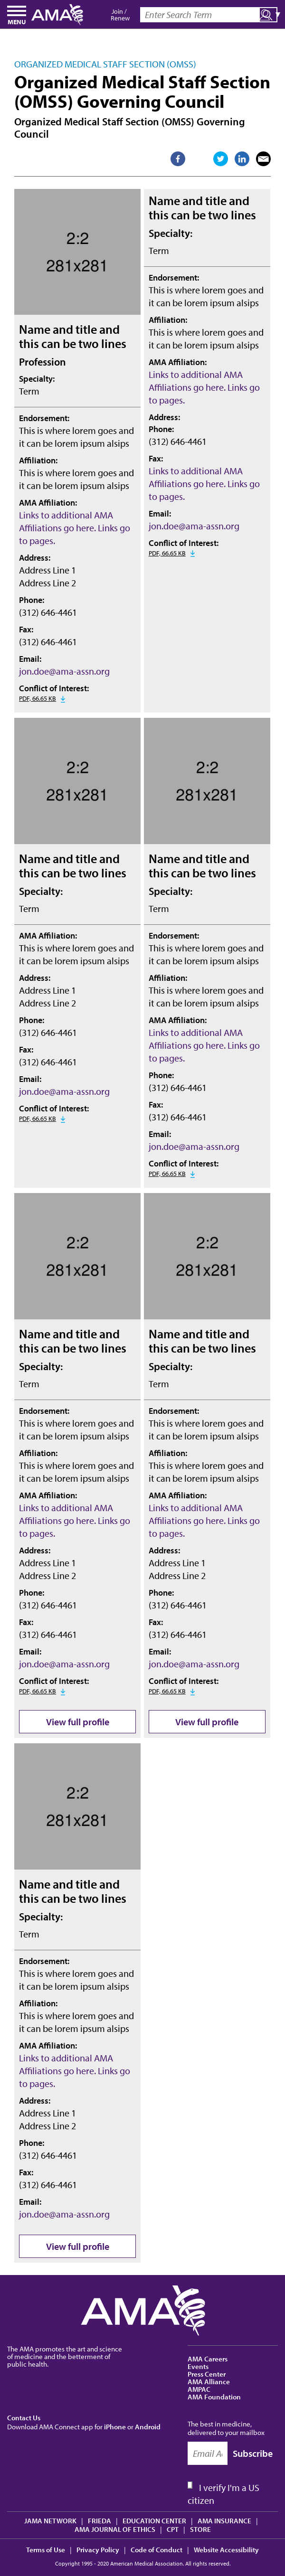 MENU
AMA
Join /
Renew
Enter Search Term
ORGANIZED MEDICAL STAFF SECTION (OMSS)
Organized Medical Staff Section
(OMSS) Governing Council
Organized Medical Staff Section (OMSS) Governing
Council
2:2
281x281
Name and title and
this can be two lines
Profession
Specialty:
Term
Endorsement:
This is where lorem goes and
it can be lorem ipsum alsips
Affiliation:
This is where lorem goes and
it can be lorem ipsum alsips
AMA Affiliation:
Links to additional AMA
Affiliations go here. Links go
to pages.
Address:
Address Line 1
Address Line 2
Phone:
(312) 646-4461
Fax:
(312) 646-4461
Email:
jon.doe@ama-assn.org
Conflict of Interest:
PDF, 66.65 KB
Name and title and
this can be two lines
Specialty:
Term
Endorsement:
This is where lorem goes and
it can be lorem ipsum alsips
Affiliation:
This is where lorem goes and
it can be lorem ipsum alsips
AMA Affiliation:
Links to additional AMA
Affiliations go here. Links go
to pages.
Address:
Phone:
(312) 646-4461
Fax:
Links to additional AMA
Affiliations go here. Links go
to pages.
Email:
jon.doe@ama-assn.org
Conflict of Interest:
PDF, 66.65 KB
2:2
281x281
Name and title and
this can be two lines
Specialty:
Term
AMA Affiliation:
This is where lorem goes and
it can be lorem ipsum alsips
Address:
Address Line 1
Address Line 2
Phone:
(312) 646-4461
Fax:
(312) 646-4461
Email:
jon.doe@ama-assn.org
Conflict of Interest:
PDF, 66.65 KB
2:2
281x281
Name and title and
this can be two lines
Specialty:
Term
Endorsement:
This is where lorem goes and
it can be lorem ipsum alsips
Affiliation:
This is where lorem goes and
it can be lorem ipsum alsips
AMA Affiliation:
Links to additional AMA
Affiliations go here. Links go
to pages.
Phone:
(312) 646-4461
Fax:
(312) 646-4461
Email:
jon.doe@ama-assn.org
Conflict of Interest:
PDF, 66.65 KB
2:2
281x281
Name and title and
this can be two lines
Specialty:
Term
Endorsement:
This is where lorem goes and
it can be lorem ipsum alsips
Affiliation:
This is where lorem goes and
it can be lorem ipsum alsips
AMA Affiliation:
Links to additional AMA
Affiliations go here. Links go
to pages.
Address:
Address Line 1
Address Line 2
Phone:
(312) 646-4461
Fax:
(312) 646-4461
Email:
jon.doe@ama-assn.org
Conflict of Interest:
PDF, 66.65 KB
View full profile
2:2
281x281
Name and title and
this can be two lines
Specialty:
Term
Endorsement:
This is where lorem goes and
it can be lorem ipsum alsips
Affiliation:
This is where lorem goes and
it can be lorem ipsum alsips
AMA Affiliation:
Links to additional AMA
Affiliations go here. Links go
to pages.
Address:
Address Line 1
Address Line 2
Phone:
(312) 646-4461
Fax:
(312) 646-4461
Email:
jon.doe@ama-assn.org
Conflict of Interest:
PDF, 66.65 KB
View full profile
2:2
281x281
Name and title and
this can be two lines
Specialty:
Term
Endorsement:
This is where lorem goes and
it can be lorem ipsum alsips
Affiliation:
This is where lorem goes and
it can be lorem ipsum alsips
AMA Affiliation:
Links to additional AMA
Affiliations go here. Links go
to pages.
Address:
Address Line 1
Address Line 2
Phone:
(312) 646-4461
Fax:
(312) 646-4461
Email:
jon.doe@ama-assn.org
View full profile
AMA
The AMA promotes the art and science
of medicine and the betterment of
public health.
Contact Us
Download AMA Connect app for iPhone or Android
AMA Careers
Events
Press Center
AMA Alliance
AMPAC
AMA Foundation
The best in medicine,
delivered to your mailbox
Email A
Subscribe
I verify I'm a US
citizen
JAMA NETWORK | FRIEDA | EDUCATION CENTER | AMA INSURANCE |
AMA JOURNAL OF ETHICS | CPT | STORE
Terms of Use | Privacy Policy | Code of Conduct | Website Accessibility
Copyright 1995 - 2020 American Medical Association. All rights reserved.